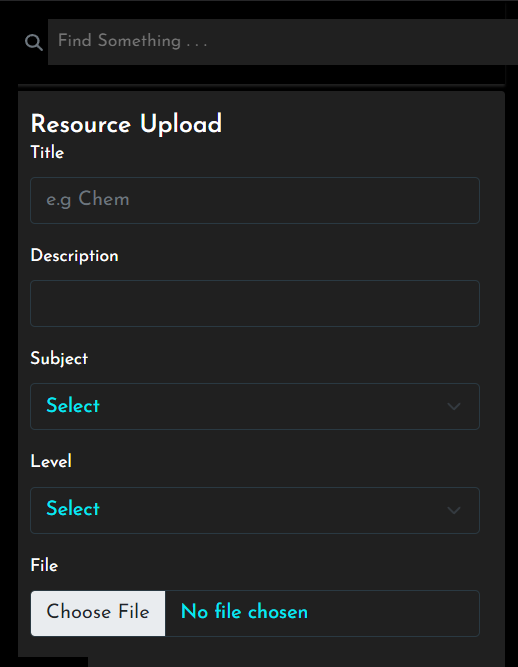 Find Something . . .
Resource Upload
Title
e.g Chem
Description
Subject
Select
Level
Select
File
Choose File No file chosen